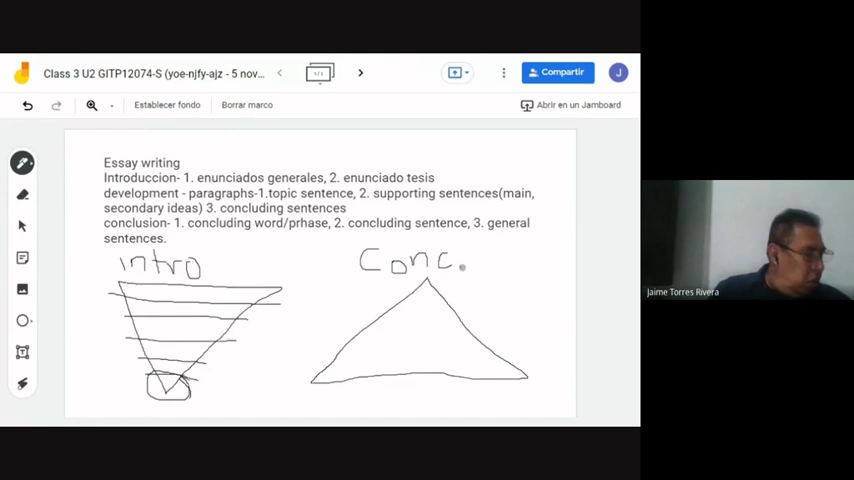 Class 3 U2 GITP12074-S (yoe-njfy-ajz - 5 nov...
1/1
Compartir
J
Establecer fondo
Borrar marco
Abrir en un Jamboard
Essay writing
Introduccion- 1. enunciados generales, 2. enunciado tesis
development - paragraphs-1.topic sentence, 2. supporting sentences(main,
secondary ideas) 3. concluding sentences
conclusion- 1. concluding word/prhase, 2. concluding sentence, 3. general
sentences.
intro
Conc
Jaime Torres Rivera